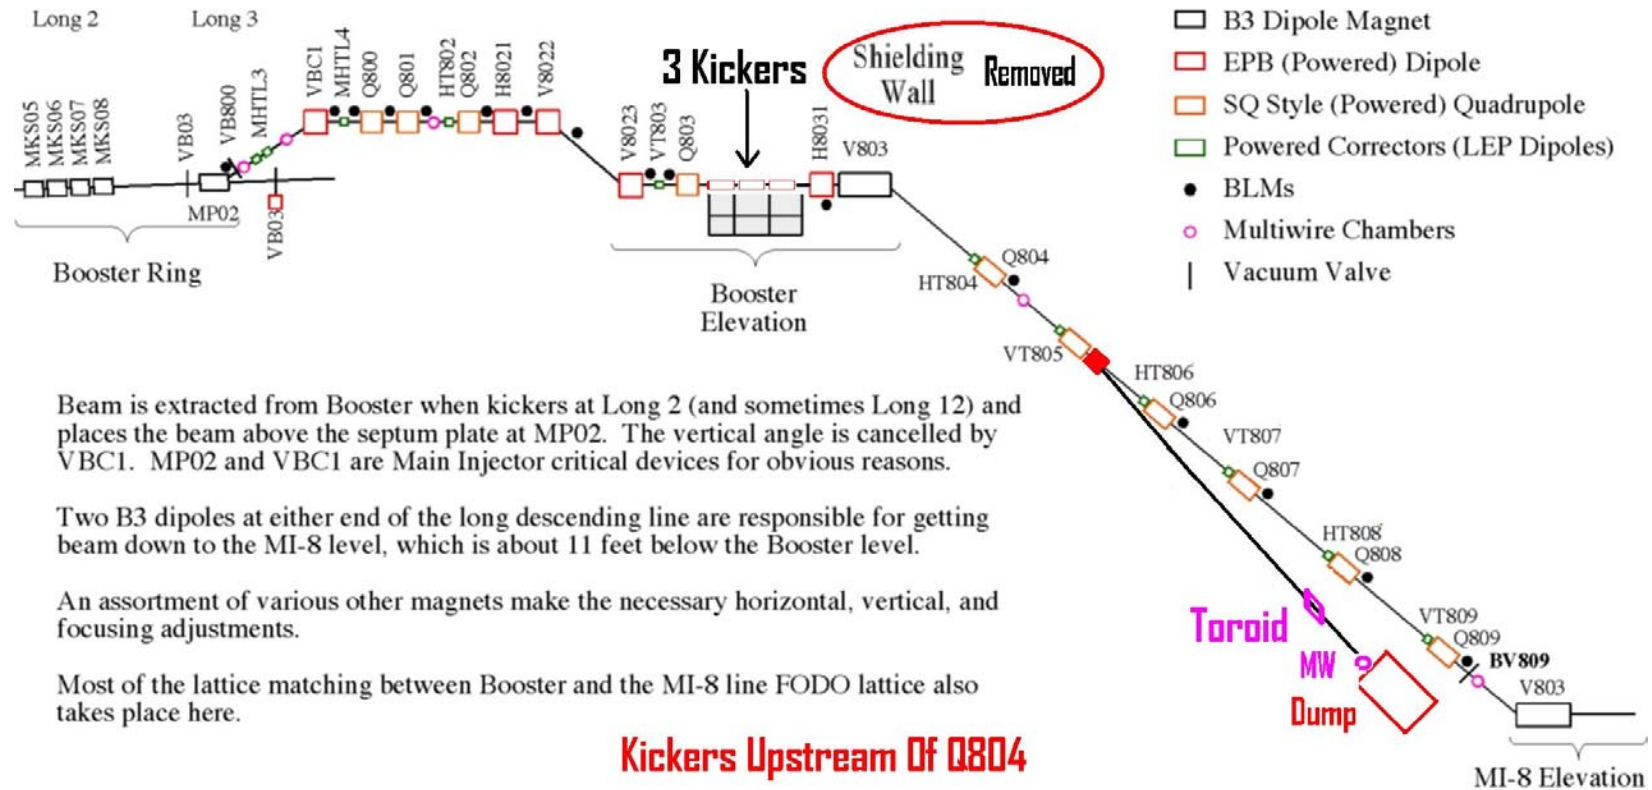 Long 2
Long 3
MKS05
MKS06
MKS07
MKS08
VB03
VB800
MHTL3
VBC1
MHTL4
Q800
Q801
HT802
Q802
H8021
V8022
MP02
VB03
Booster Ring
V8023
VT803
Q803
3 Kickers
Shielding
Wall
Removed
H8031
V803
Booster
Elevation
B3 Dipole Magnet
EPB (Powered) Dipole
SQ Style (Powered) Quadrupole
Powered Correctors (LEP Dipoles)
BLMs
Multiwire Chambers
Vacuum Valve
HT804
Q804
VT805
HT806
Q806
VT807
Q807
HT808
Q808
VT809
Q809
BV809
V803
MI-8 Elevation
Toroid
MW
Dump
Beam is extracted from Booster when kickers at Long 2 (and sometimes Long 12) and
places the beam above the septum plate at MP02. The vertical angle is cancelled by
VBC1. MP02 and VBC1 are Main Injector critical devices for obvious reasons.
Two B3 dipoles at either end of the long descending line are responsible for getting
beam down to the MI-8 level, which is about 11 feet below the Booster level.
An assortment of various other magnets make the necessary horizontal, vertical, and
focusing adjustments.
Most of the lattice matching between Booster and the MI-8 line FODO lattice also
takes place here.
Kickers Upstream Of Q804